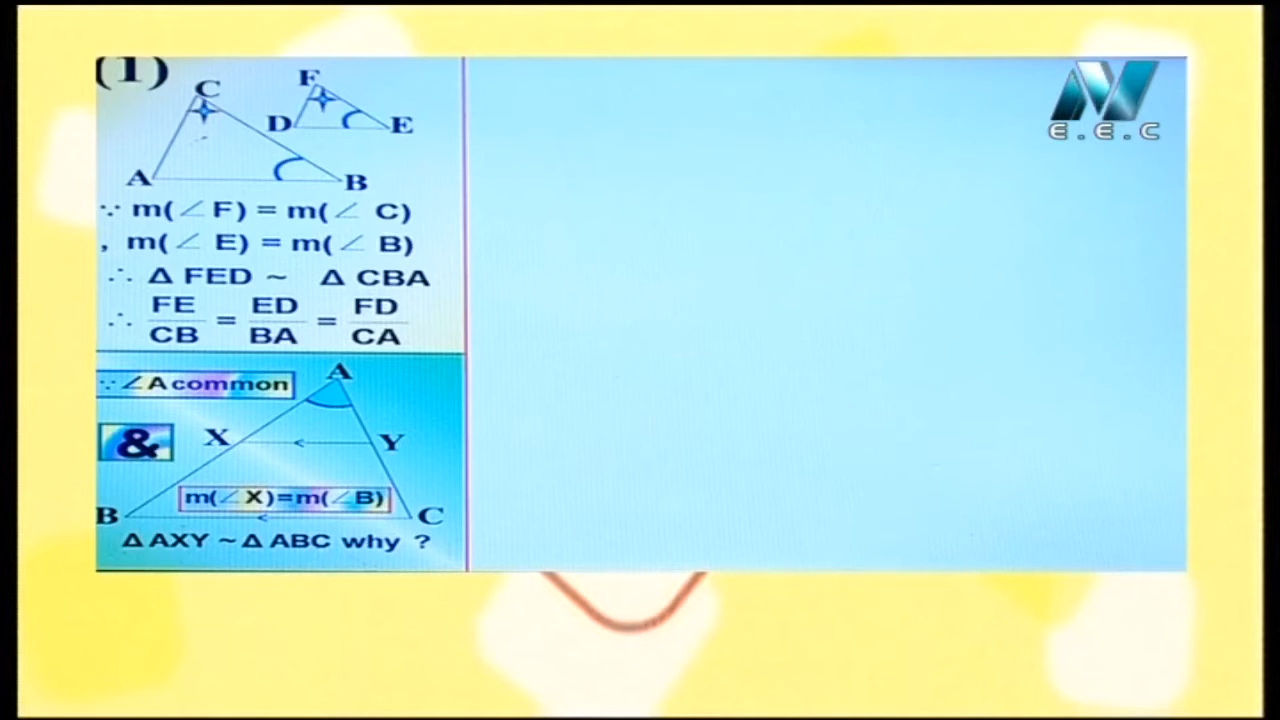 (1)
C
F
D
E
A
B
∵ m(∠ F) = m(∠ C)
, m(∠ E) = m(∠ B)
∴ Δ FED ~ Δ CBA
∴ FE/CB = ED/BA = FD/CA
∵ ∠A common
A
&
X
Y
m(∠X)=m(∠B)
B
C
Δ AXY ~ Δ ABC why ?
E.E.C